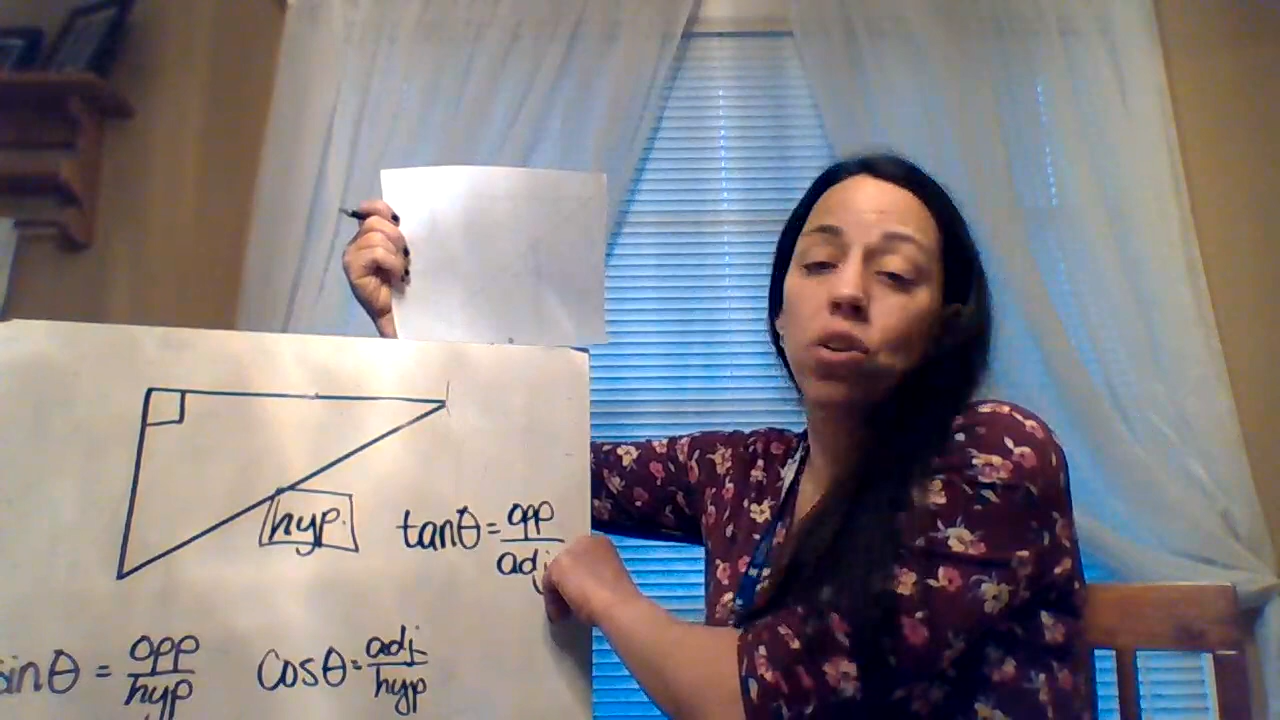 hyp.
tanθ = opp/adj
sinθ = opp/hyp
cosθ = adj/hyp